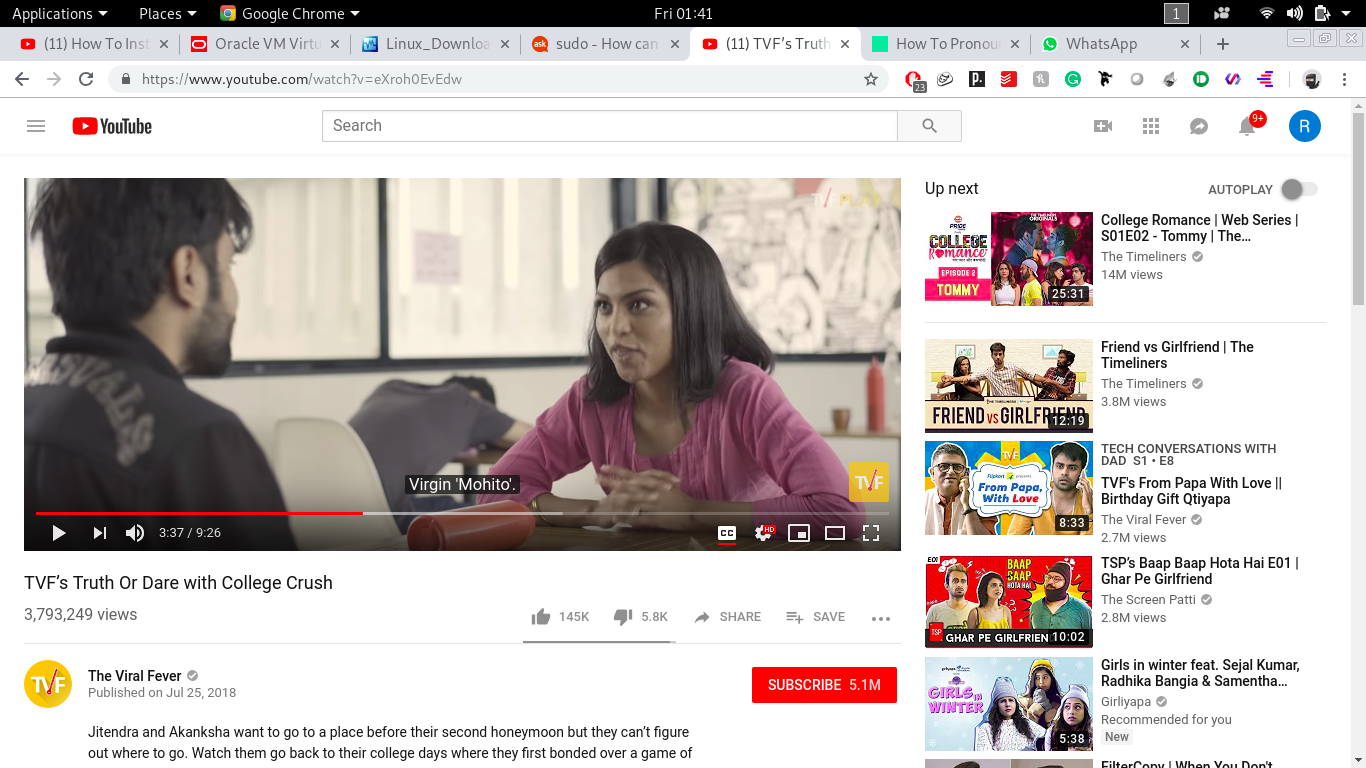 Applications Places Google Chrome Fri 01:41 1
(11) How To Inst Oracle VM Virtu Linux_Downloa sudo - How can (11) TVF's Truth How To Pronou WhatsApp
https://www.youtube.com/watch?v=eXroh0EvEdw 23
YouTube Search 9+ R
TVF PLAY
Virgin 'Mohito'.
TVF
3:37 / 9:26 CC HD
TVF's Truth Or Dare with College Crush
3,793,249 views 145K 5.8K SHARE SAVE
TVF The Viral Fever
Published on Jul 25, 2018
SUBSCRIBE 5.1M
Jitendra and Akanksha want to go to a place before their second honeymoon but they can't figure
out where to go. Watch them go back to their college days where they first bonded over a game of
Up next AUTOPLAY
PRIDE
THE TIMELINERS ORIGINALS
COLLEGE
ROMANCE
EPISODE 2
TOMMY
25:31
College Romance | Web Series |
S01E02 - Tommy | The...
The Timeliners
14M views
FRIEND VS GIRLFRIEND
12:19
Friend vs Girlfriend | The
Timeliners
The Timeliners
3.8M views
TVF
Flipkart
From Papa,
With Love
8:33
TECH CONVERSATIONS WITH
DAD S1 • E8
TVF's From Papa With Love ||
Birthday Gift Qtiyapa
The Viral Fever
2.7M views
E01
BAAP
BAAP
HOTA HAI
TSP
GHAR PE GIRLFRIEN
10:02
TSP's Baap Baap Hota Hai E01 |
Ghar Pe Girlfriend
The Screen Patti
2.8M views
GIRLS IN
WINTER
5:38
Girls in winter feat. Sejal Kumar,
Radhika Bangia & Samentha...
Girliyapa
Recommended for you
New
FilterCopy | When You Don't